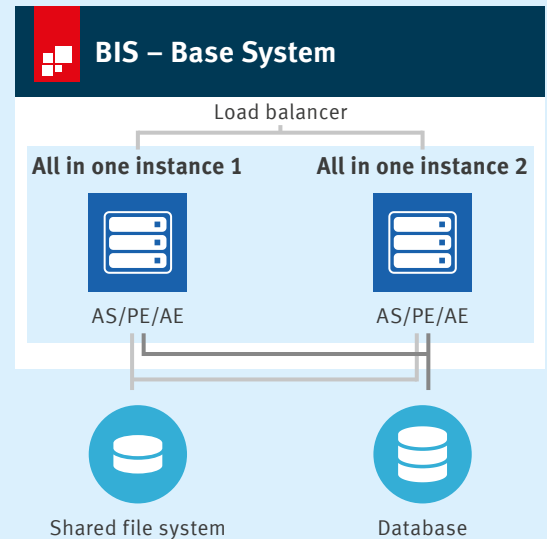 BIS – Base System
Load balancer
All in one instance 1
All in one instance 2
AS/PE/AE
AS/PE/AE
Shared file system
Database